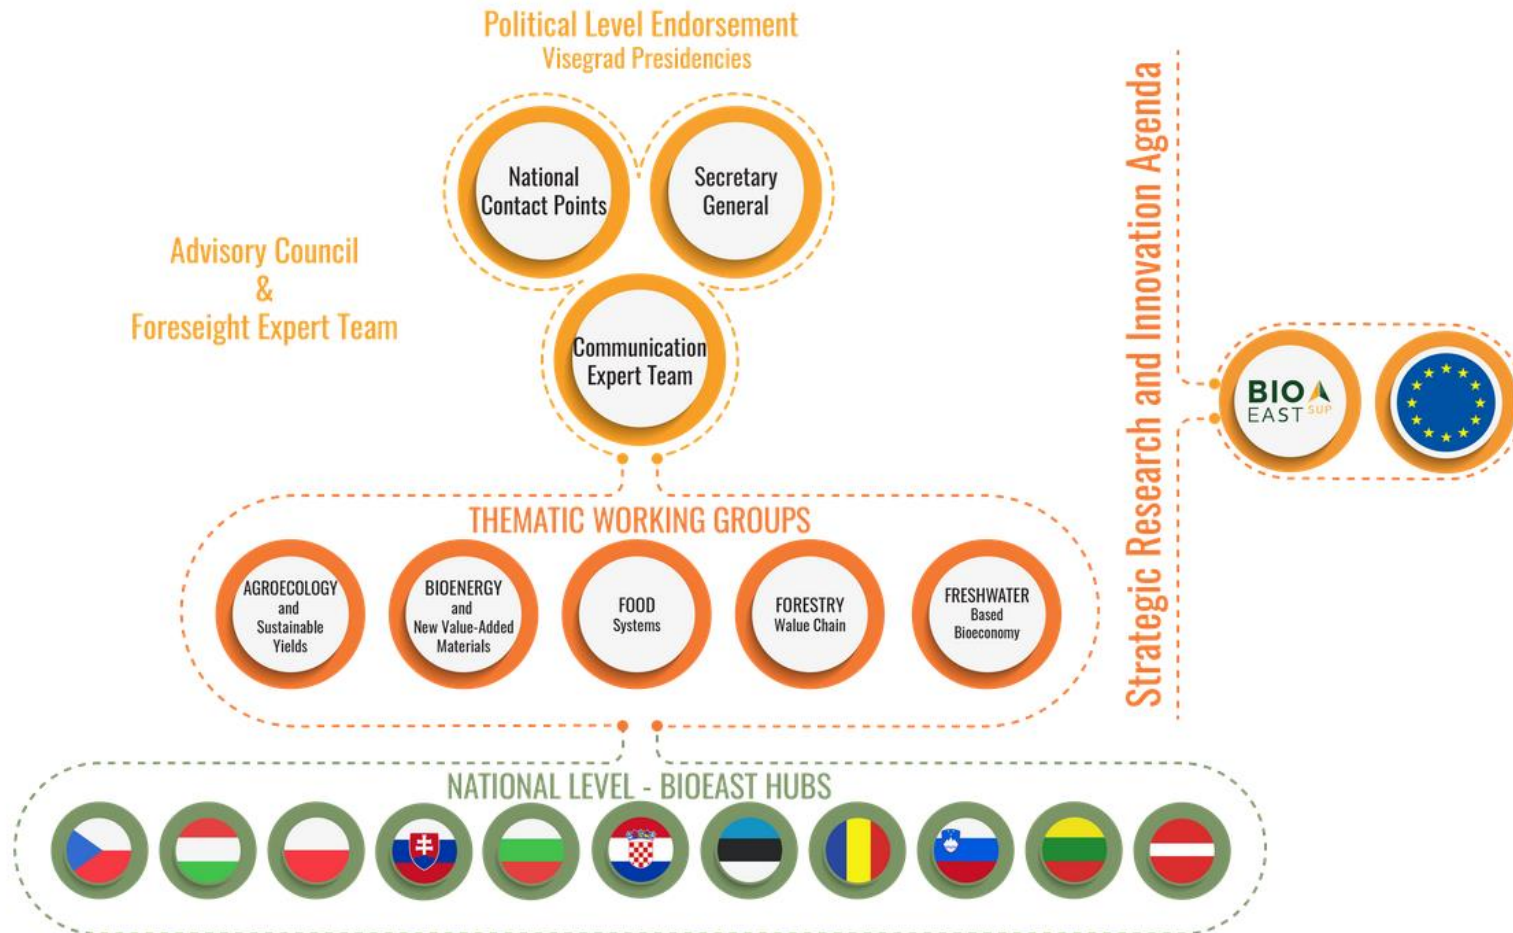 Political Level Endorsement
Visegrad Presidencies
National
Contact Points
Secretary
General
Advisory Council
&
Foreseight Expert Team
Communication
Expert Team
Strategic Research and Innovation Agenda
BIO
EAST SUP
THEMATIC WORKING GROUPS
AGROECOLOGY
and
Sustainable
Yields
BIOENERGY
and
New Value-Added
Materials
FOOD
Systems
FORESTRY
Walue Chain
FRESHWATER
Based
Bioeconomy
NATIONAL LEVEL - BIOEAST HUBS